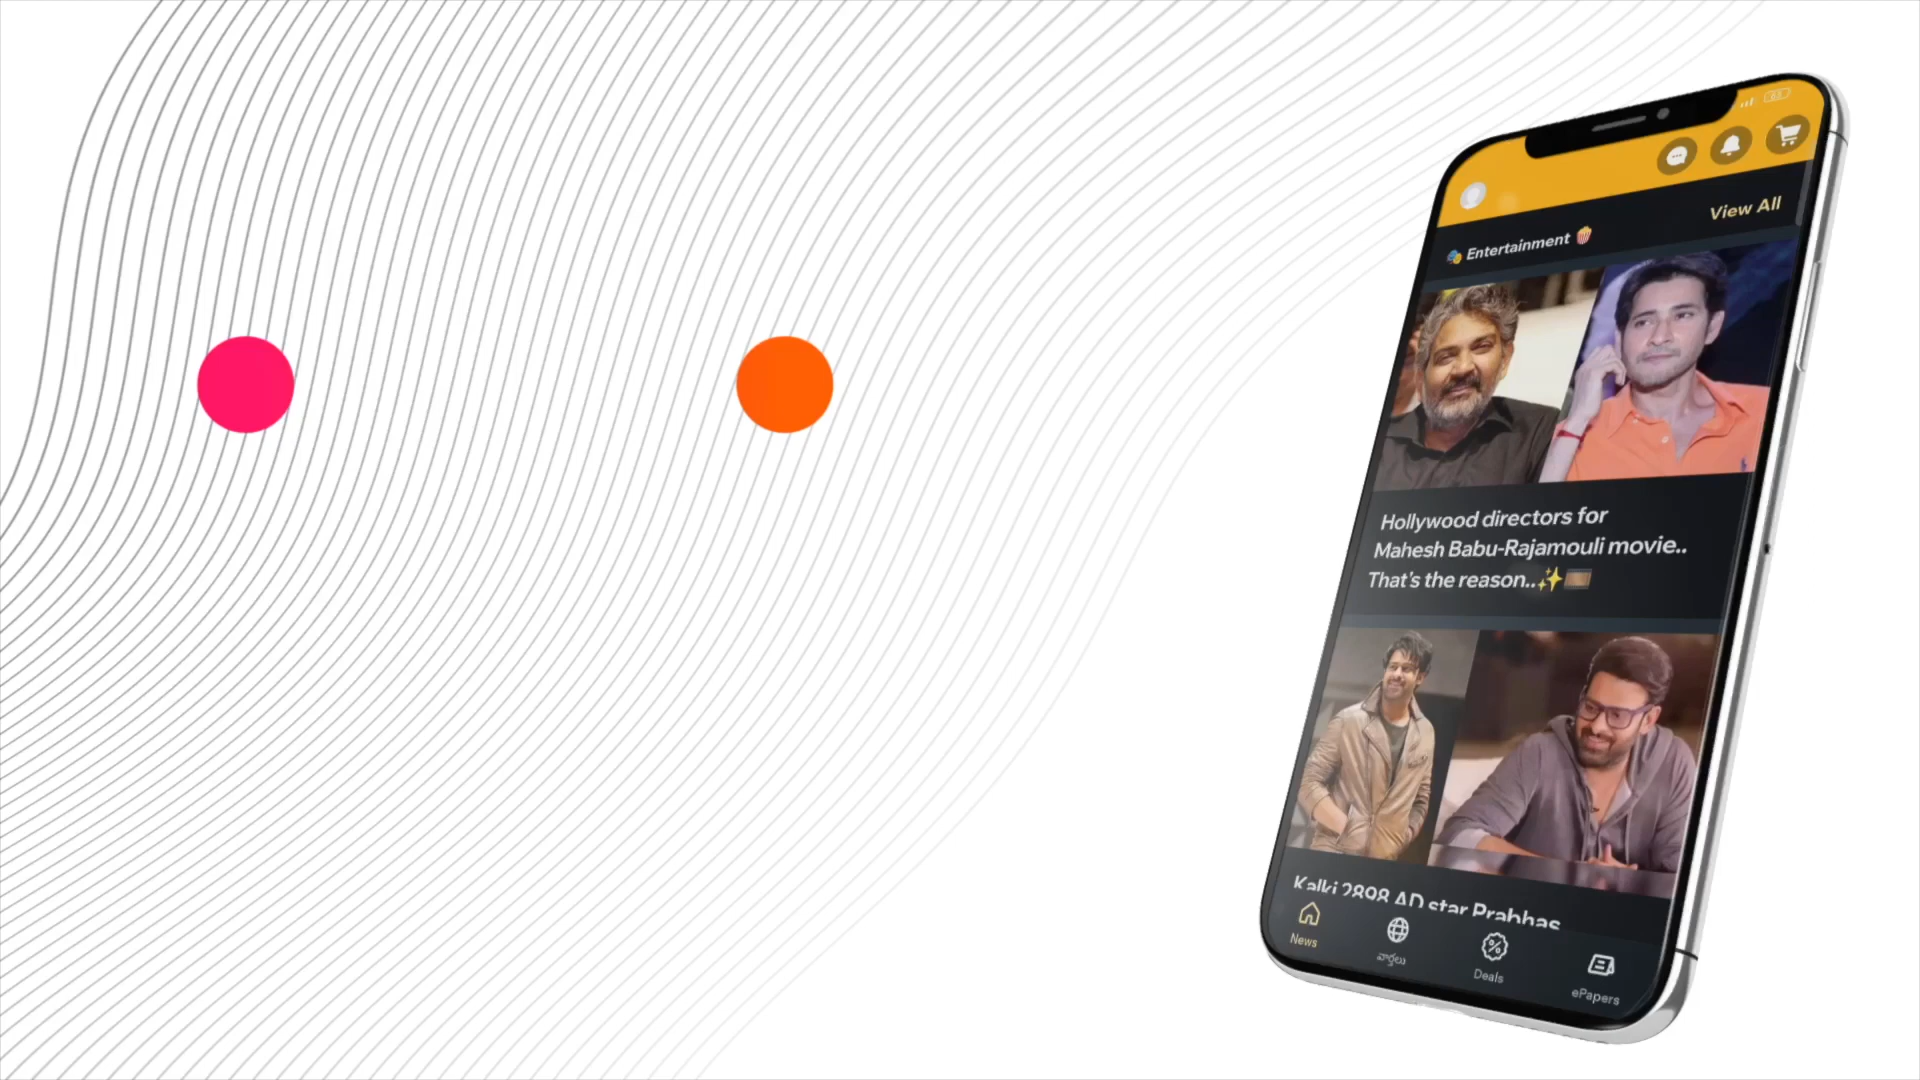 View All
🎭 Entertainment 🍿
Hollywood directors for
Mahesh Babu-Rajamouli movie..
That's the reason..✨🎞️
Kalki 2898 AD star Prabhas
News
వార్తలు
Deals
ePapers